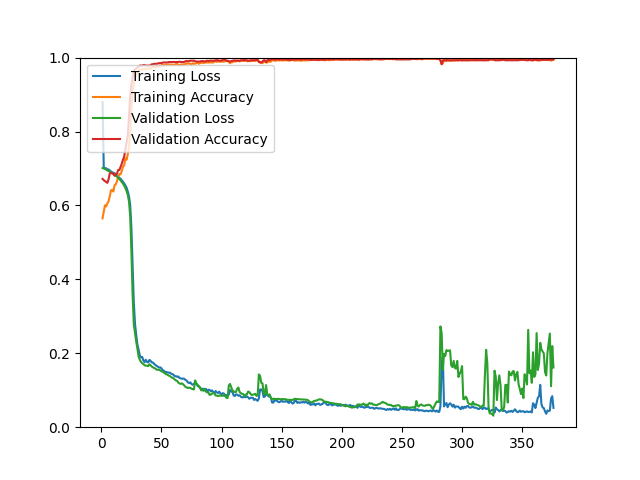 1.0
0.8
0.6
0.4
0.2
0.0
Training Loss
Training Accuracy
Validation Loss
Validation Accuracy
0 50 100 150 200 250 300 350